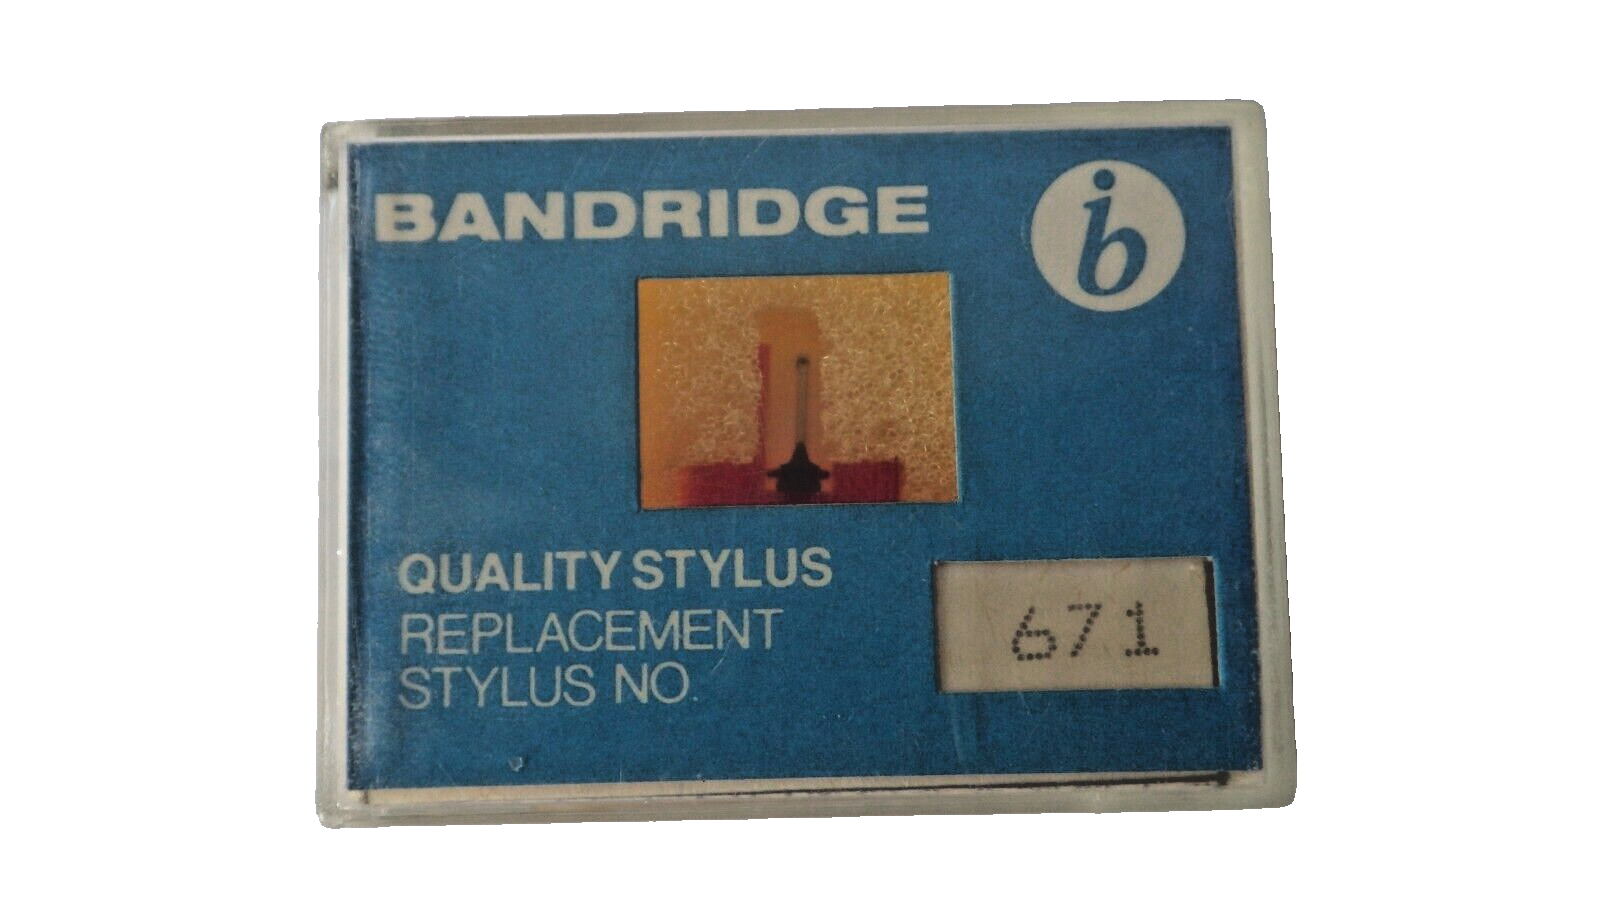 BANDRIDGE
ib
QUALITY STYLUS
REPLACEMENT
STYLUS NO.
671